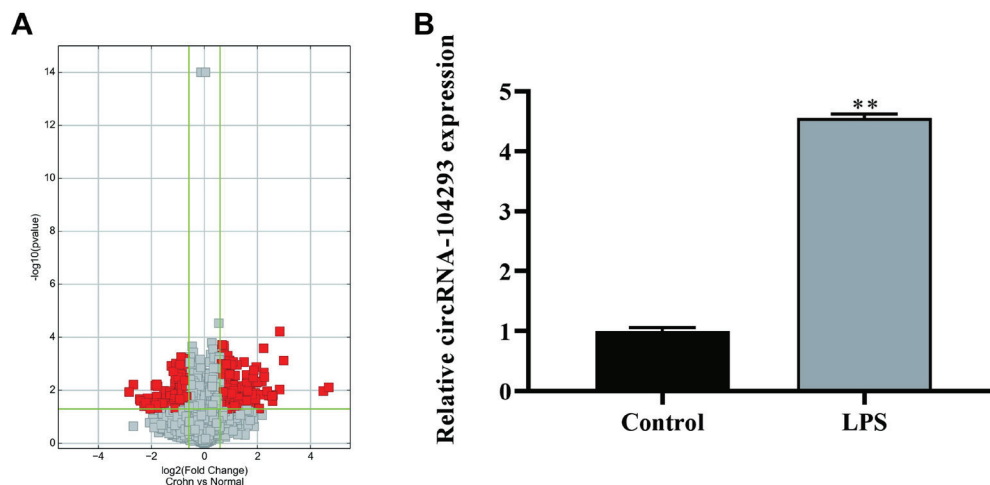 A
14
12
10
8
6
4
2
0
-log10(pvalue)
−4 −2 0 2 4
log2(Fold Change)
Crohn vs Normal
B
Relative circRNA-104293 expression
5
4
3
2
1
0
**
Control LPS